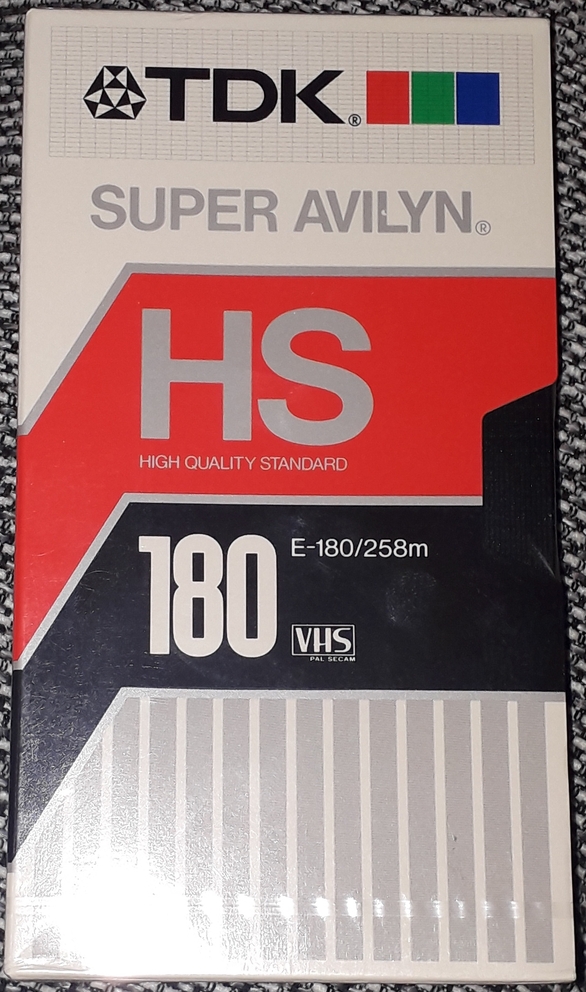 TDK®
SUPER AVILYN®
HS
HIGH QUALITY STANDARD
180 E-180/258m
VHS
PAL SECAM